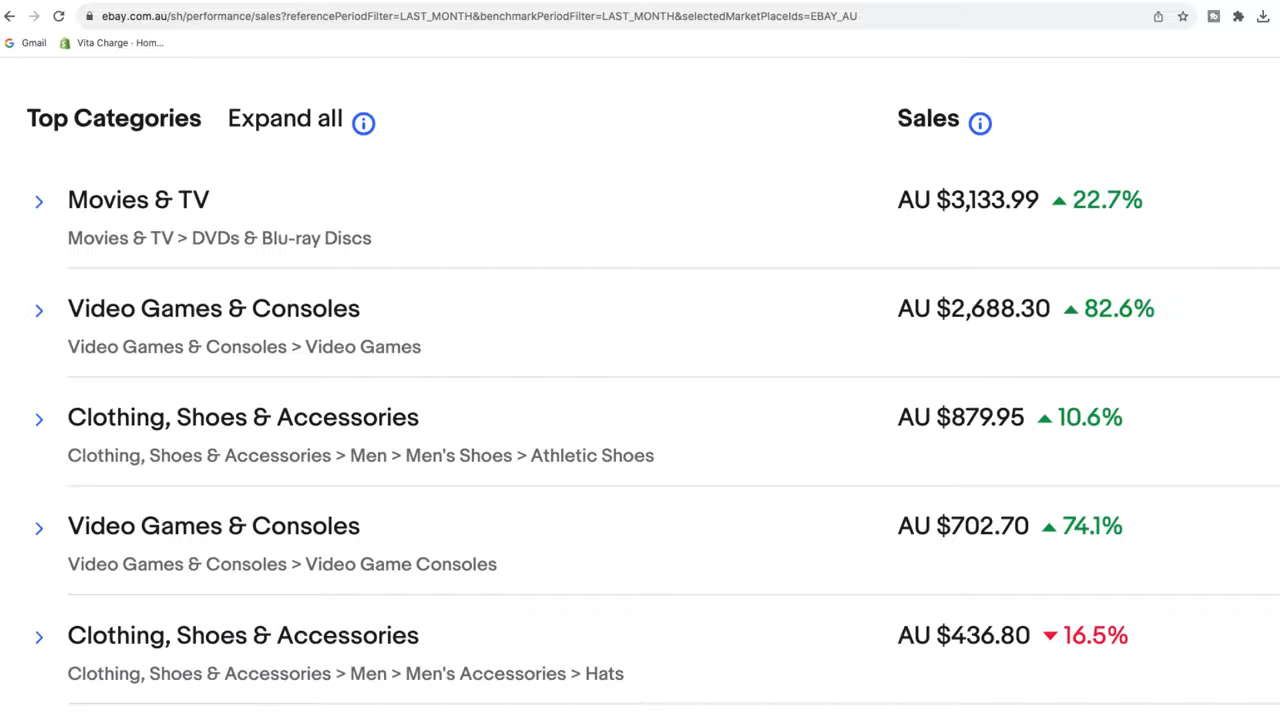 ebay.com.au/sh/performance/sales?referencePeriodFilter=LAST_MONTH&benchmarkPeriodFilter=LAST_MONTH&selectedMarketPlaceIds=EBAY_AU
Gmail Vita Charge · Hom...
Top Categories Expand all Sales
Movies & TV AU $3,133.99 22.7%
Movies & TV > DVDs & Blu-ray Discs
Video Games & Consoles AU $2,688.30 82.6%
Video Games & Consoles > Video Games
Clothing, Shoes & Accessories AU $879.95 10.6%
Clothing, Shoes & Accessories > Men > Men's Shoes > Athletic Shoes
Video Games & Consoles AU $702.70 74.1%
Video Games & Consoles > Video Game Consoles
Clothing, Shoes & Accessories AU $436.80 16.5%
Clothing, Shoes & Accessories > Men > Men's Accessories > Hats